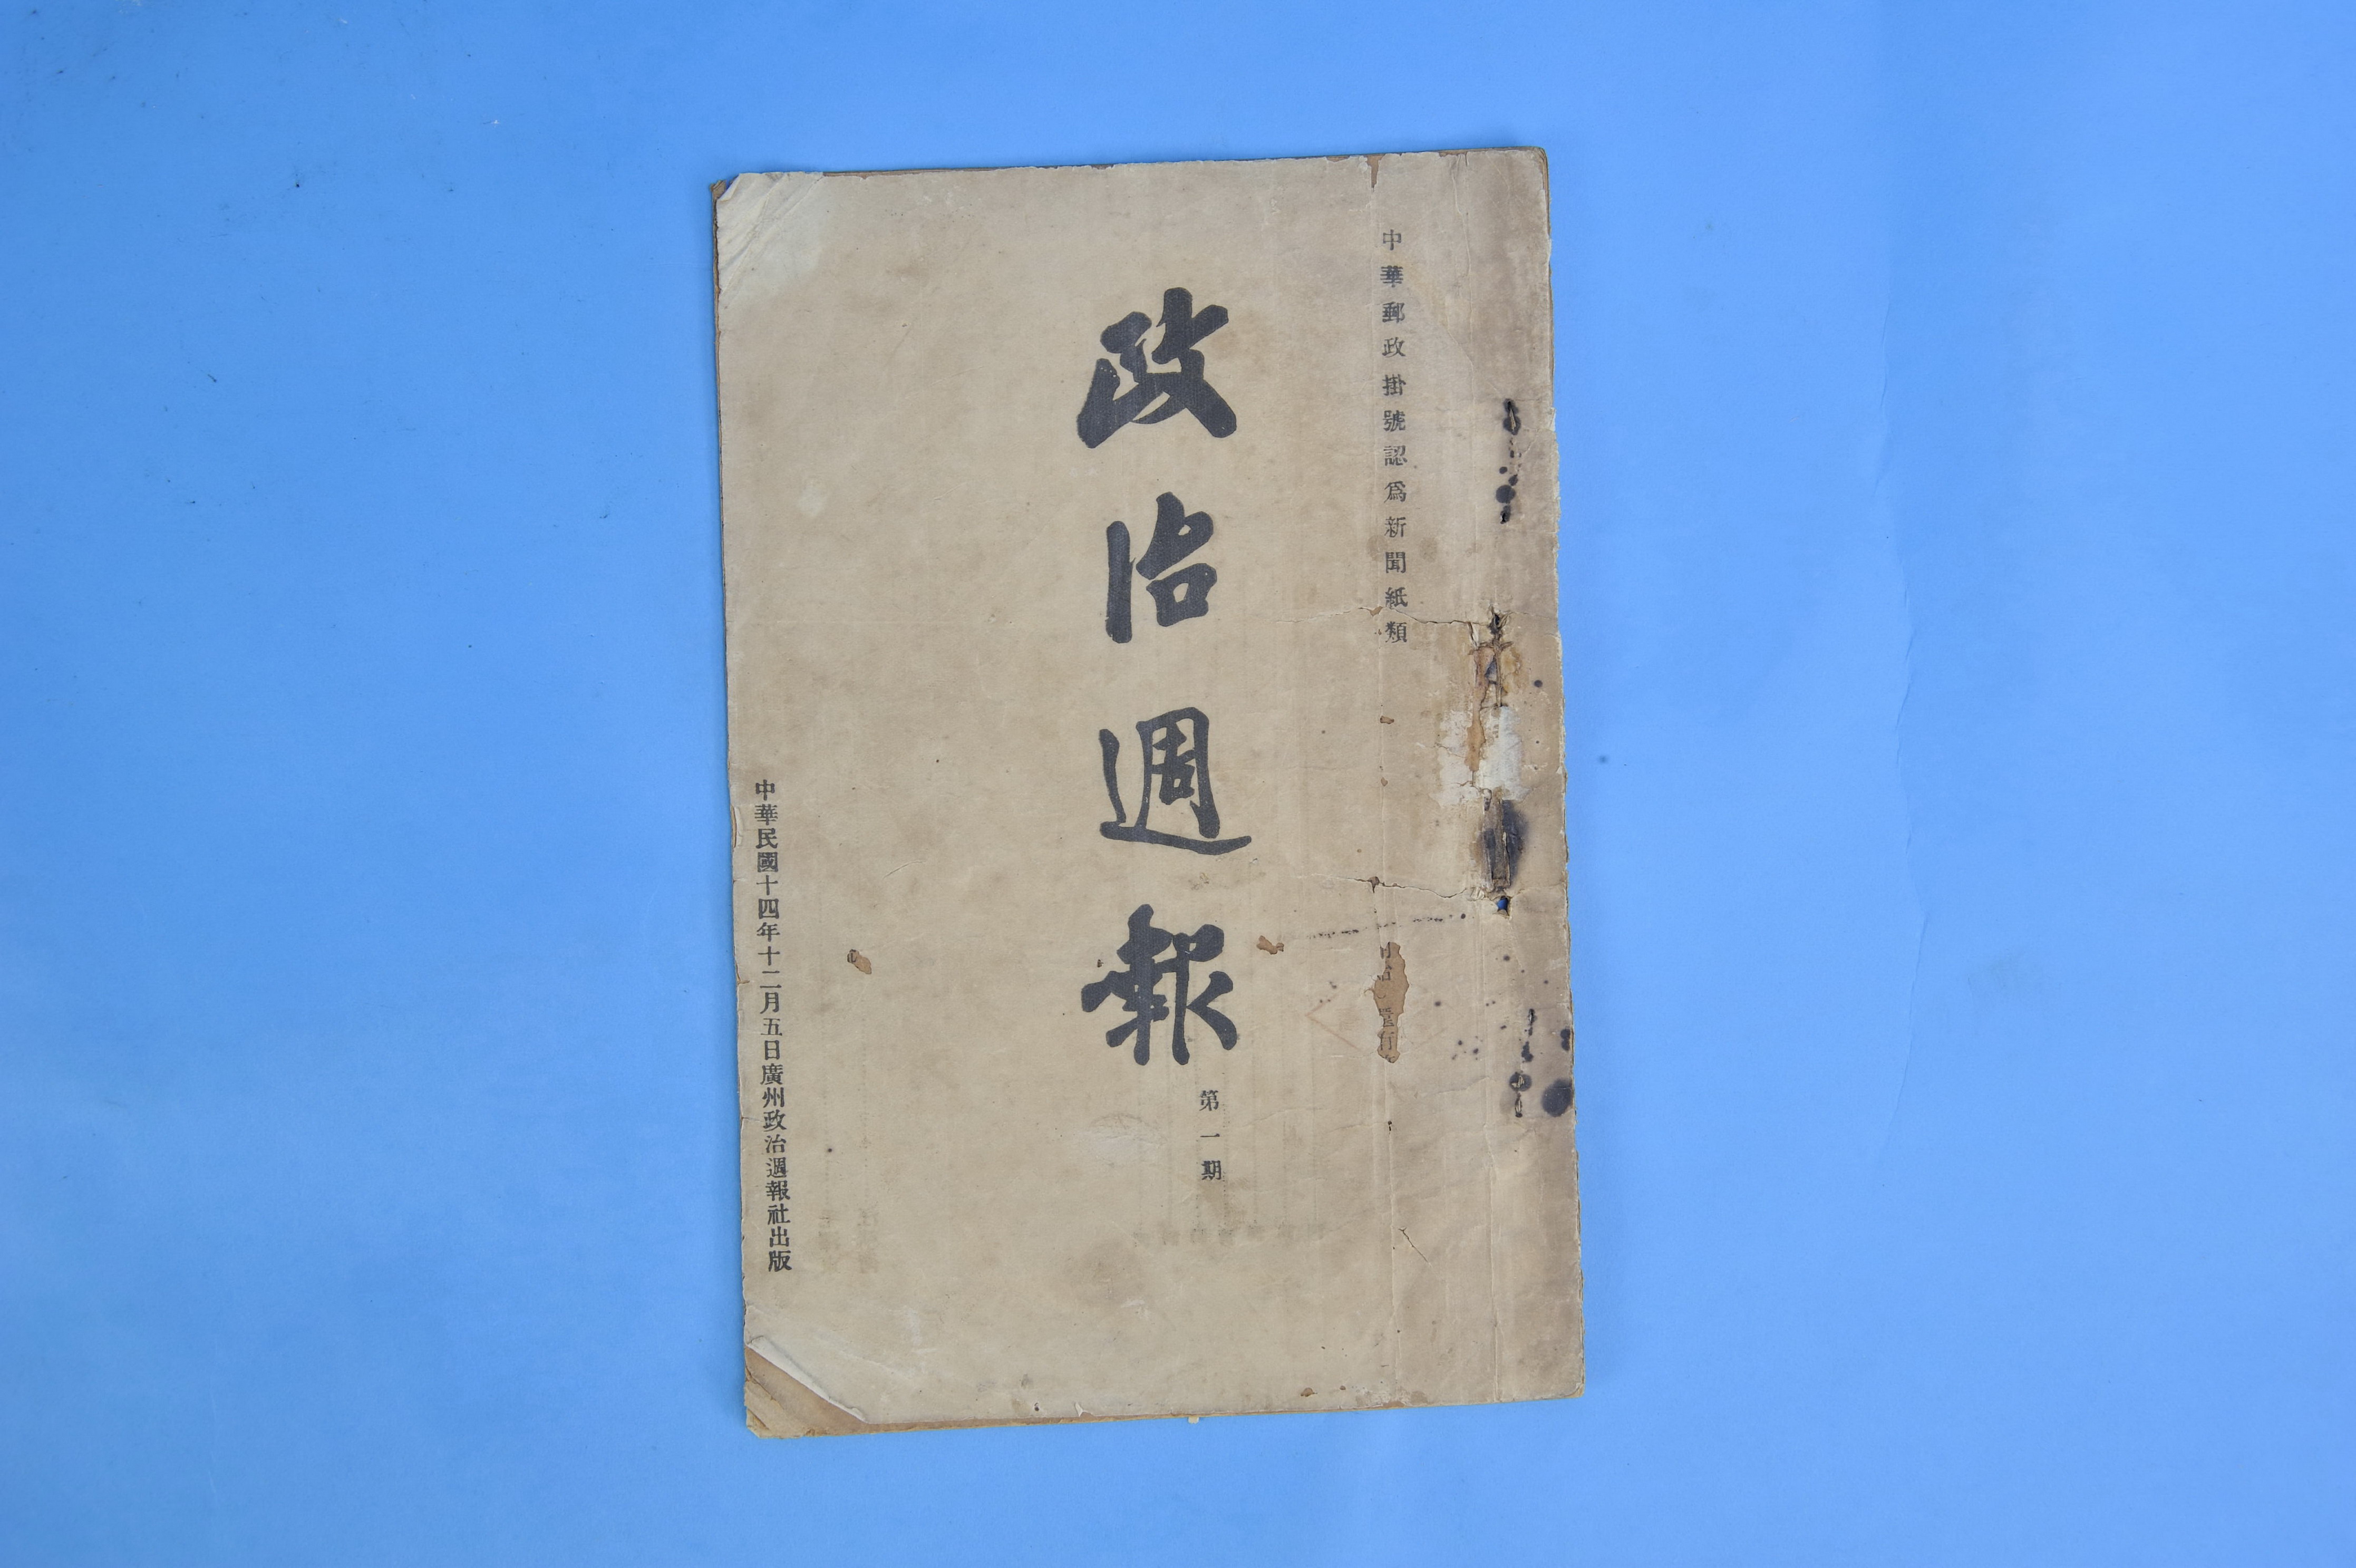 中華郵政掛號認爲新聞紙類
政治週報
第一期
中華民國十四年十二月五日廣州政治週報社出版